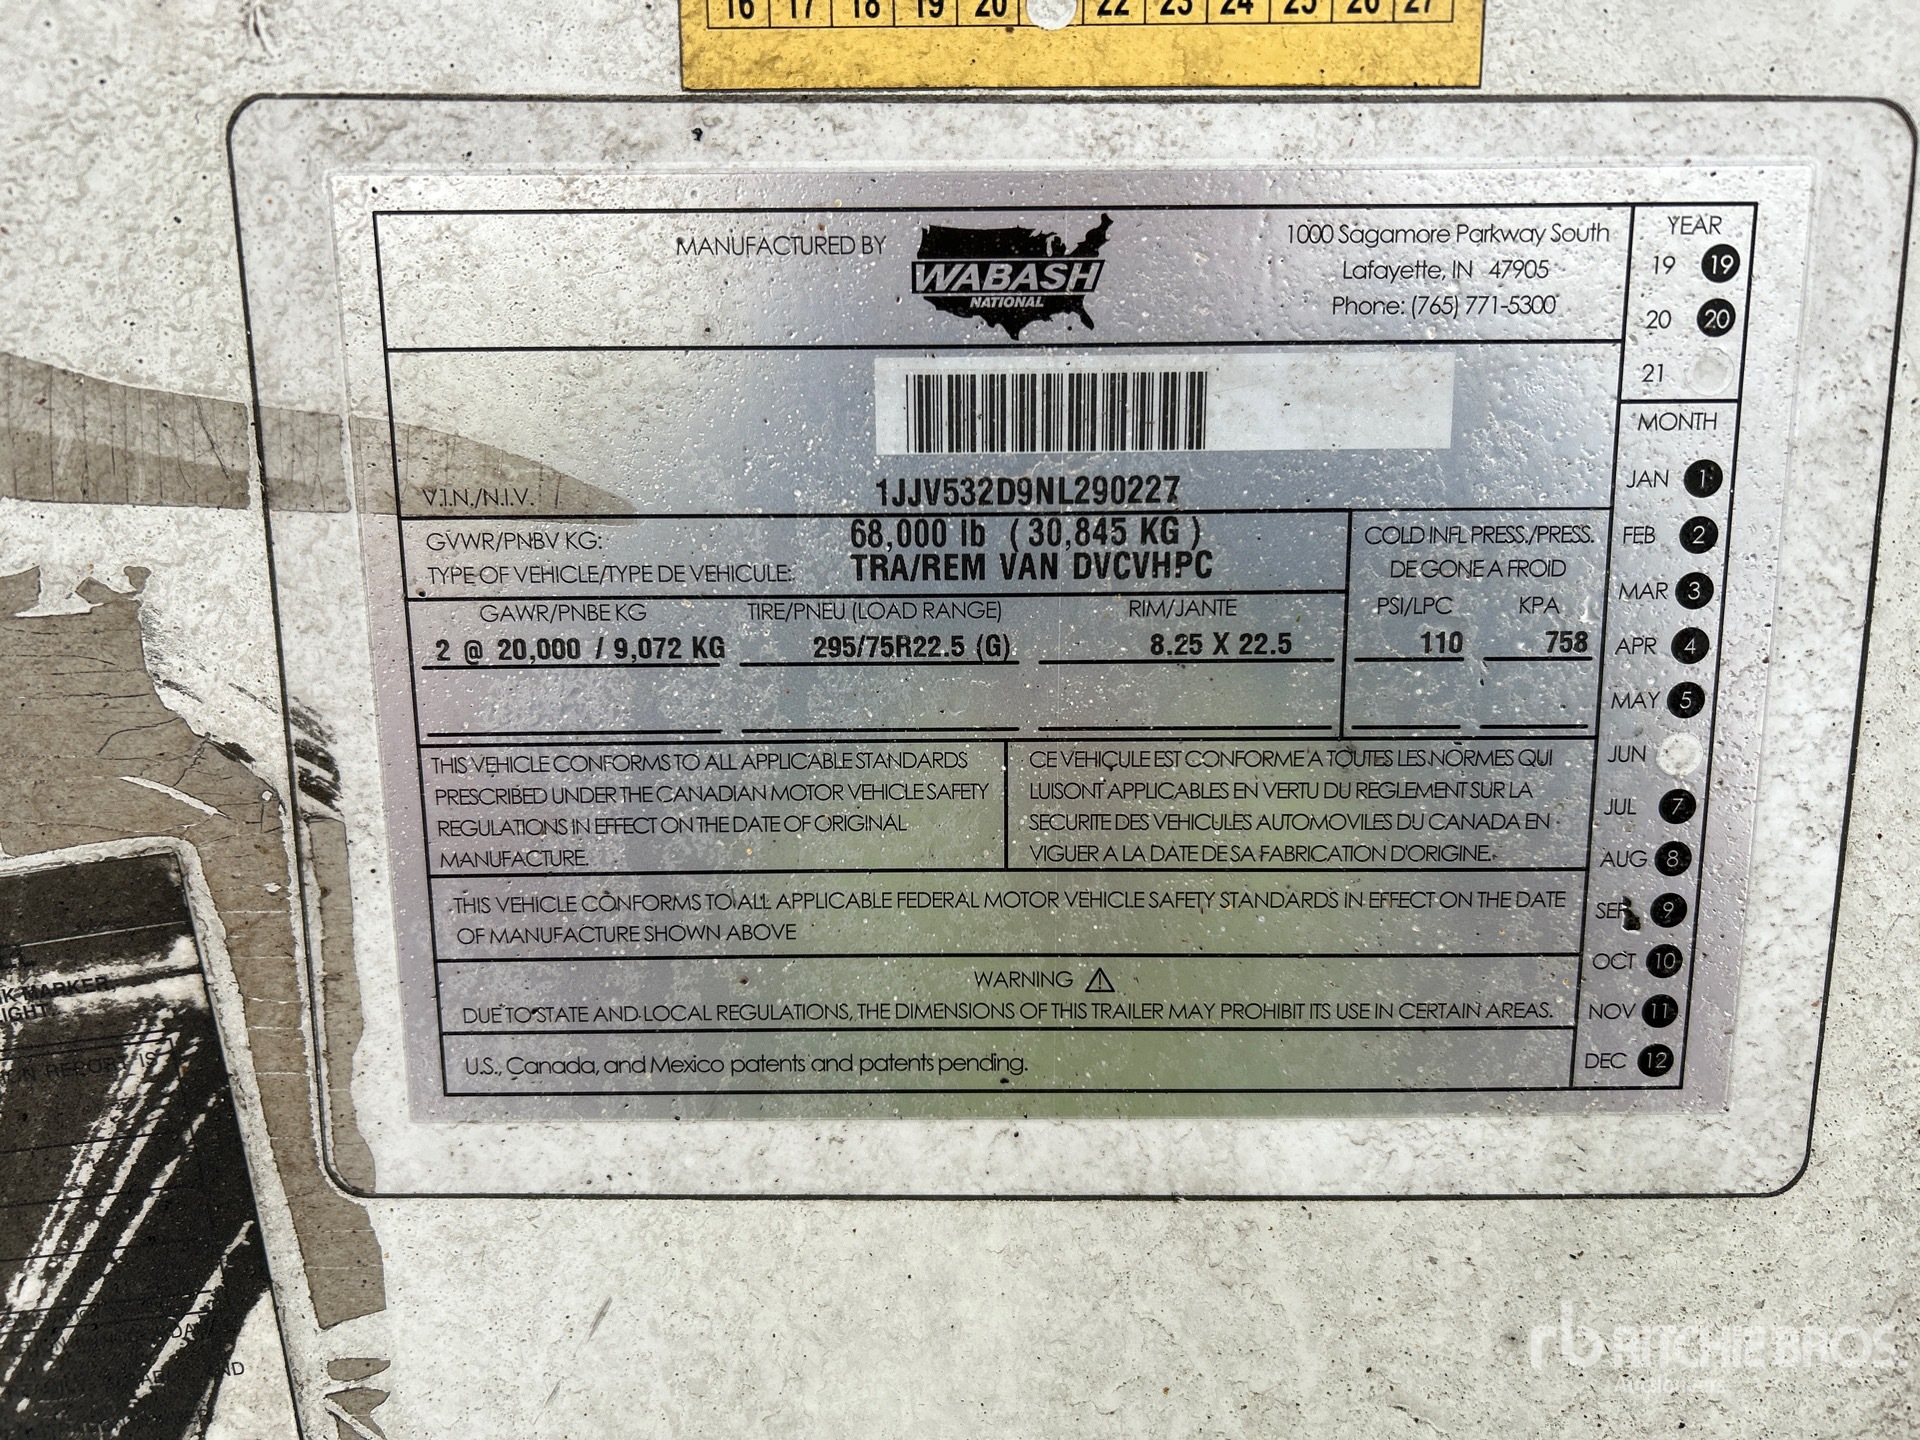 16 17 18 19 20 22 23 24 25 26 27
MANUFACTURED BY
WABASH
NATIONAL
1000 Sagamore Parkway South
Lafayette, IN 47905
Phone: (765) 771-5300
YEAR
19 19
20 20
21
V.I.N./N.I.V.
1JJV532D9NL290227
GVWR/PNBV KG: 68,000 lb ( 30,845 KG )
TYPE OF VEHICLE/TYPE DE VEHICULE: TRA/REM VAN DVCVHPC
COLD INFL PRESS./PRESS.
DE GONE A FROID
GAWR/PNBE KG TIRE/PNEU (LOAD RANGE) RIM/JANTE PSI/LPC KPA
2 @ 20,000 / 9,072 KG 295/75R22.5 (G) 8.25 X 22.5 110 758
MONTH
JAN 1
FEB 2
MAR 3
APR 4
MAY 5
JUN
JUL 7
AUG 8
SEP 9
OCT 10
NOV 11
DEC 12
THIS VEHICLE CONFORMS TO ALL APPLICABLE STANDARDS
PRESCRIBED UNDER THE CANADIAN MOTOR VEHICLE SAFETY
REGULATIONS IN EFFECT ON THE DATE OF ORIGINAL
MANUFACTURE.
CE VEHICULE EST CONFORME A TOUTES LES NORMES QUI
LUISONT APPLICABLES EN VERTU DU REGLEMENT SUR LA
SECURITE DES VEHICULES AUTOMOVILES DU CANADA EN
VIGUER A LA DATE DE SA FABRICATION D'ORIGINE.
THIS VEHICLE CONFORMS TO ALL APPLICABLE FEDERAL MOTOR VEHICLE SAFETY STANDARDS IN EFFECT ON THE DATE
OF MANUFACTURE SHOWN ABOVE
WARNING
DUE TO STATE AND LOCAL REGULATIONS, THE DIMENSIONS OF THIS TRAILER MAY PROHIBIT ITS USE IN CERTAIN AREAS.
U.S., Canada, and Mexico patents and patents pending.
K MARKER,
IGHT.
ION RECORD IS
ND
rb RITCHIE BROS.
Auctioneers